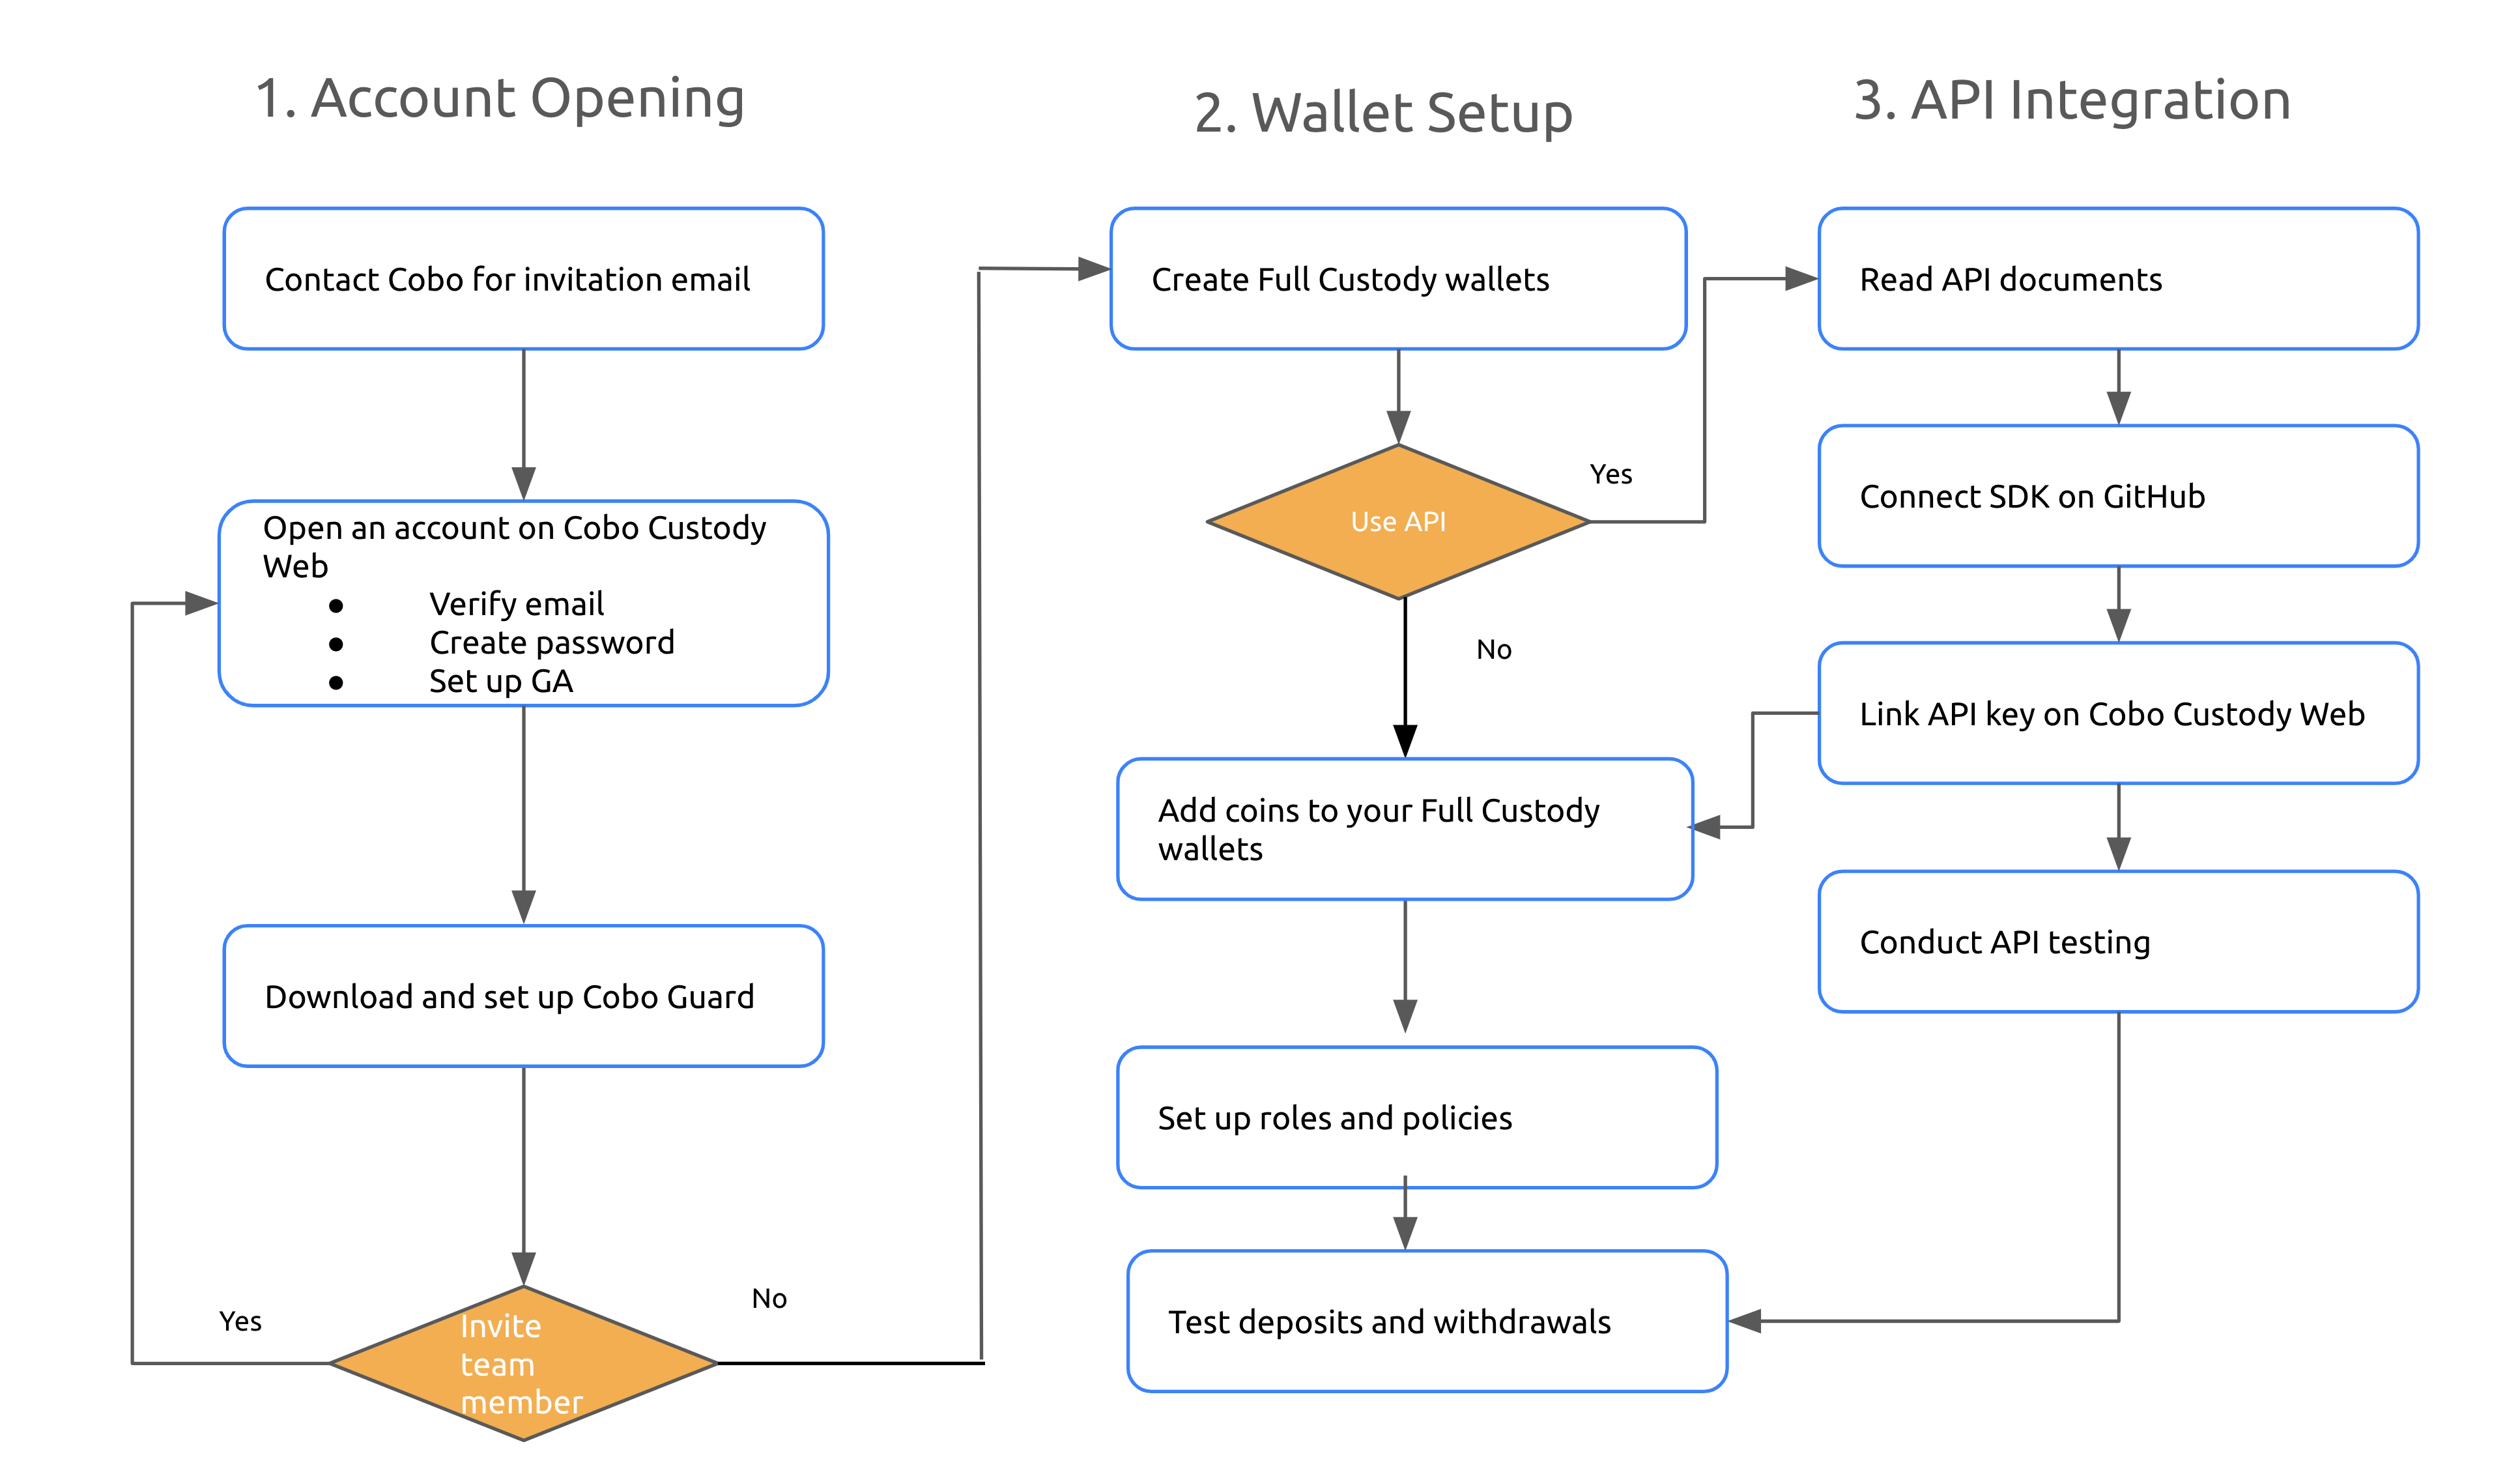 1. Account Opening
Contact Cobo for invitation email
Open an account on Cobo Custody
Web
● Verify email
● Create password
● Set up GA
Download and set up Cobo Guard
Invite
team
member
Yes
No
2. Wallet Setup
Create Full Custody wallets
Use API
Yes
No
Add coins to your Full Custody
wallets
Set up roles and policies
Test deposits and withdrawals
3. API Integration
Read API documents
Connect SDK on GitHub
Link API key on Cobo Custody Web
Conduct API testing